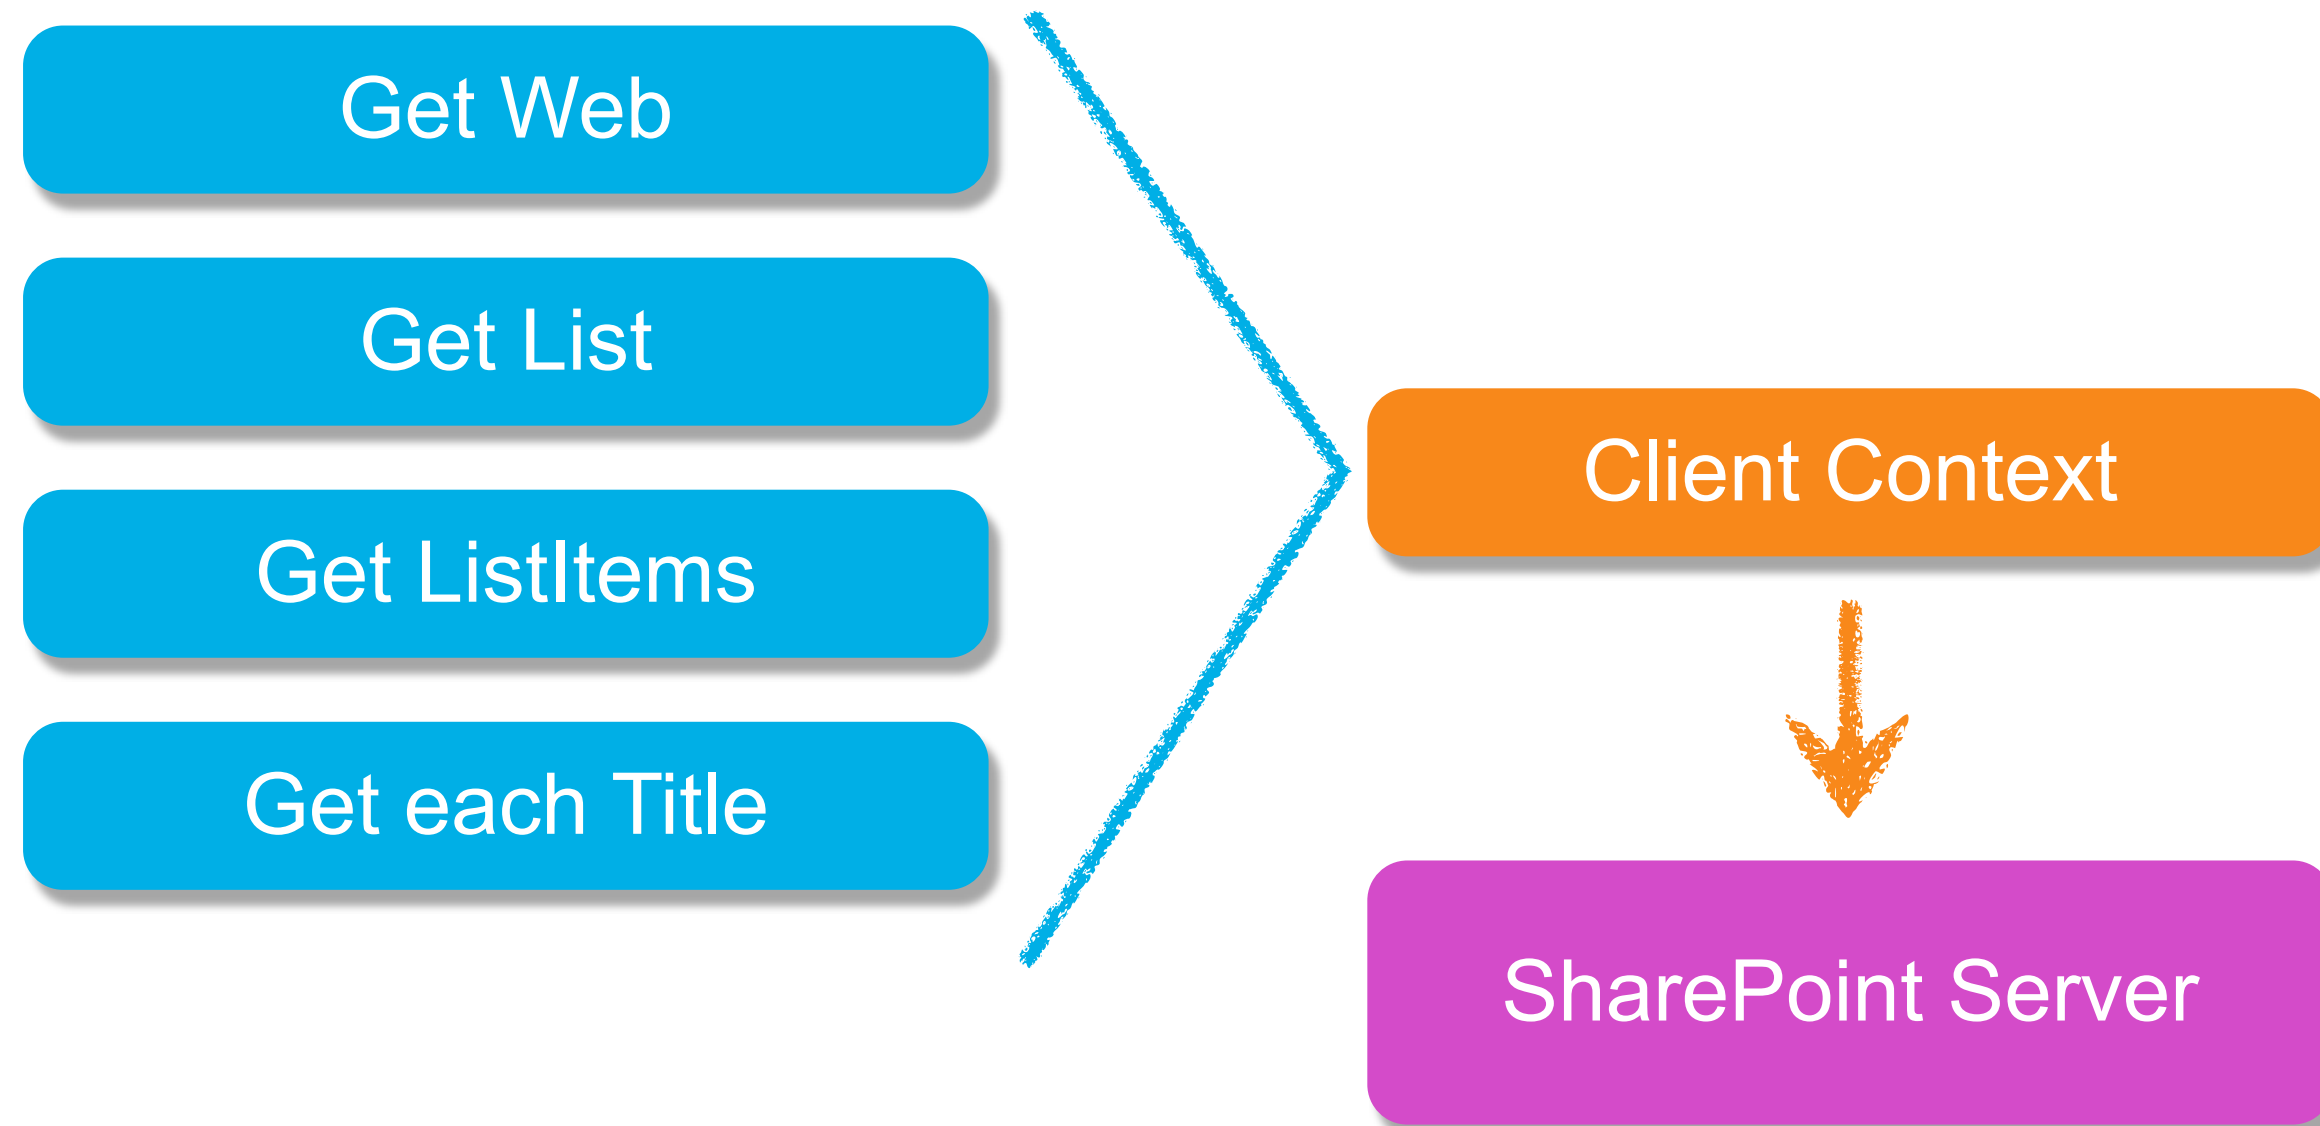 Get Web
Get List
Get ListItems
Get each Title
Client Context
SharePoint Server